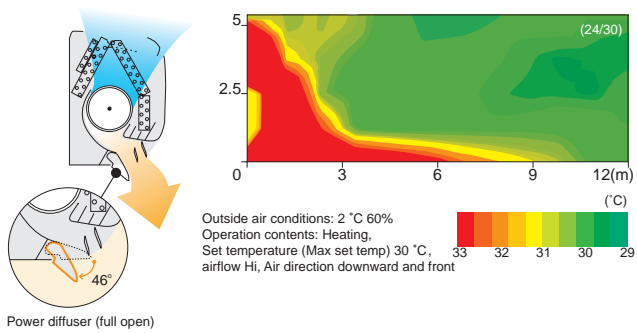 5
(24/30)
2.5
0
3
6
9
12(m)
46°
Power diffuser (full open)
Outside air conditions: 2 ˚C 60%
Operation contents: Heating,
Set temperature (Max set temp) 30 ˚C,
airflow Hi, Air direction downward and front
(˚C)
33
32
31
30
29